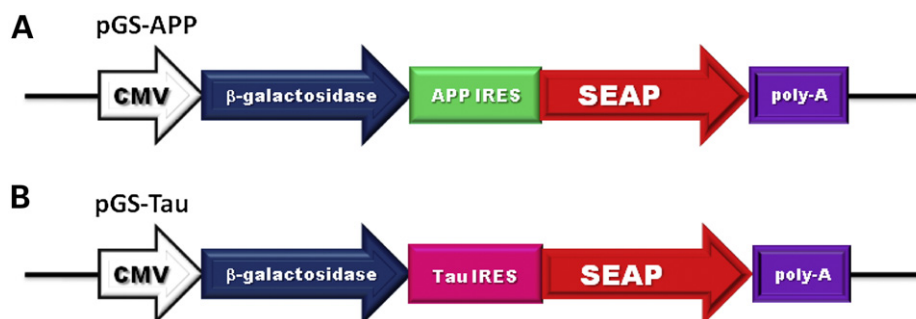 A
pGS-APP
CMV β-galactosidase APP IRES SEAP poly-A
B
pGS-Tau
CMV β-galactosidase Tau IRES SEAP poly-A